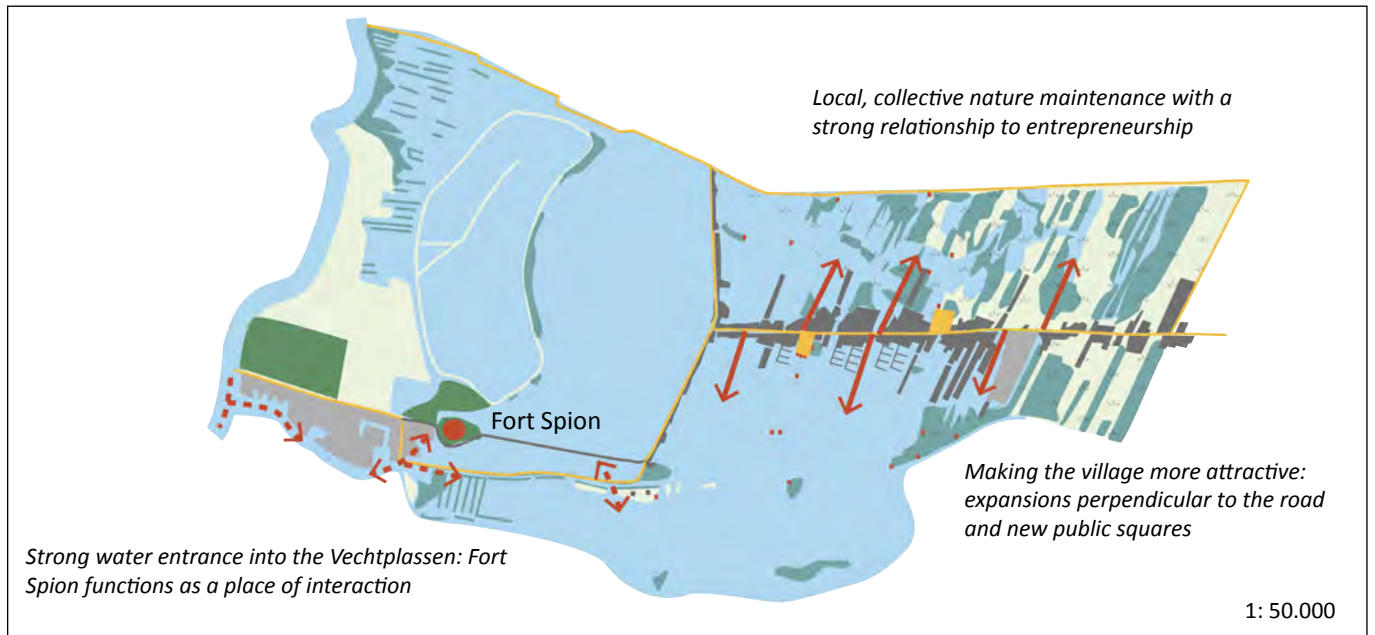 Local, collective nature maintenance with a
strong relationship to entrepreneurship
Fort Spion
Making the village more attractive:
expansions perpendicular to the road
and new public squares
Strong water entrance into the Vechtplassen: Fort
Spion functions as a place of interaction
1: 50.000